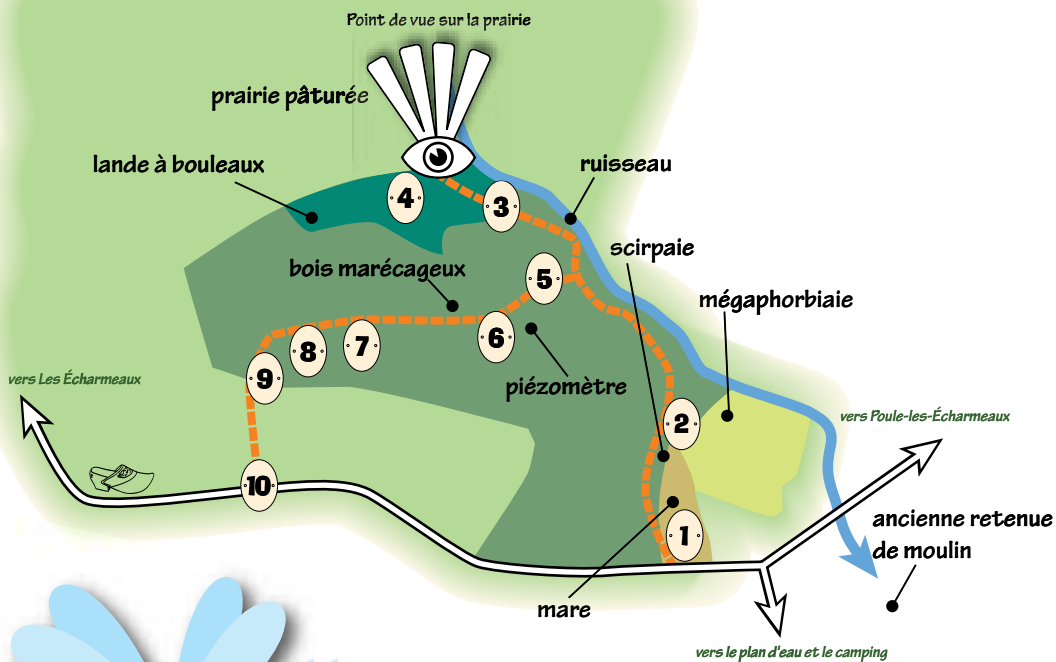 Point de vue sur la prairie
prairie pâturée
lande à bouleaux
ruisseau
4
3
scirpaie
bois marécageux
5
mégaphorbiaie
6
7
8
piézomètre
9
vers Les Écharmeaux
2
vers Poule-les-Écharmeaux
10
1
ancienne retenue
de moulin
mare
vers le plan d'eau et le camping